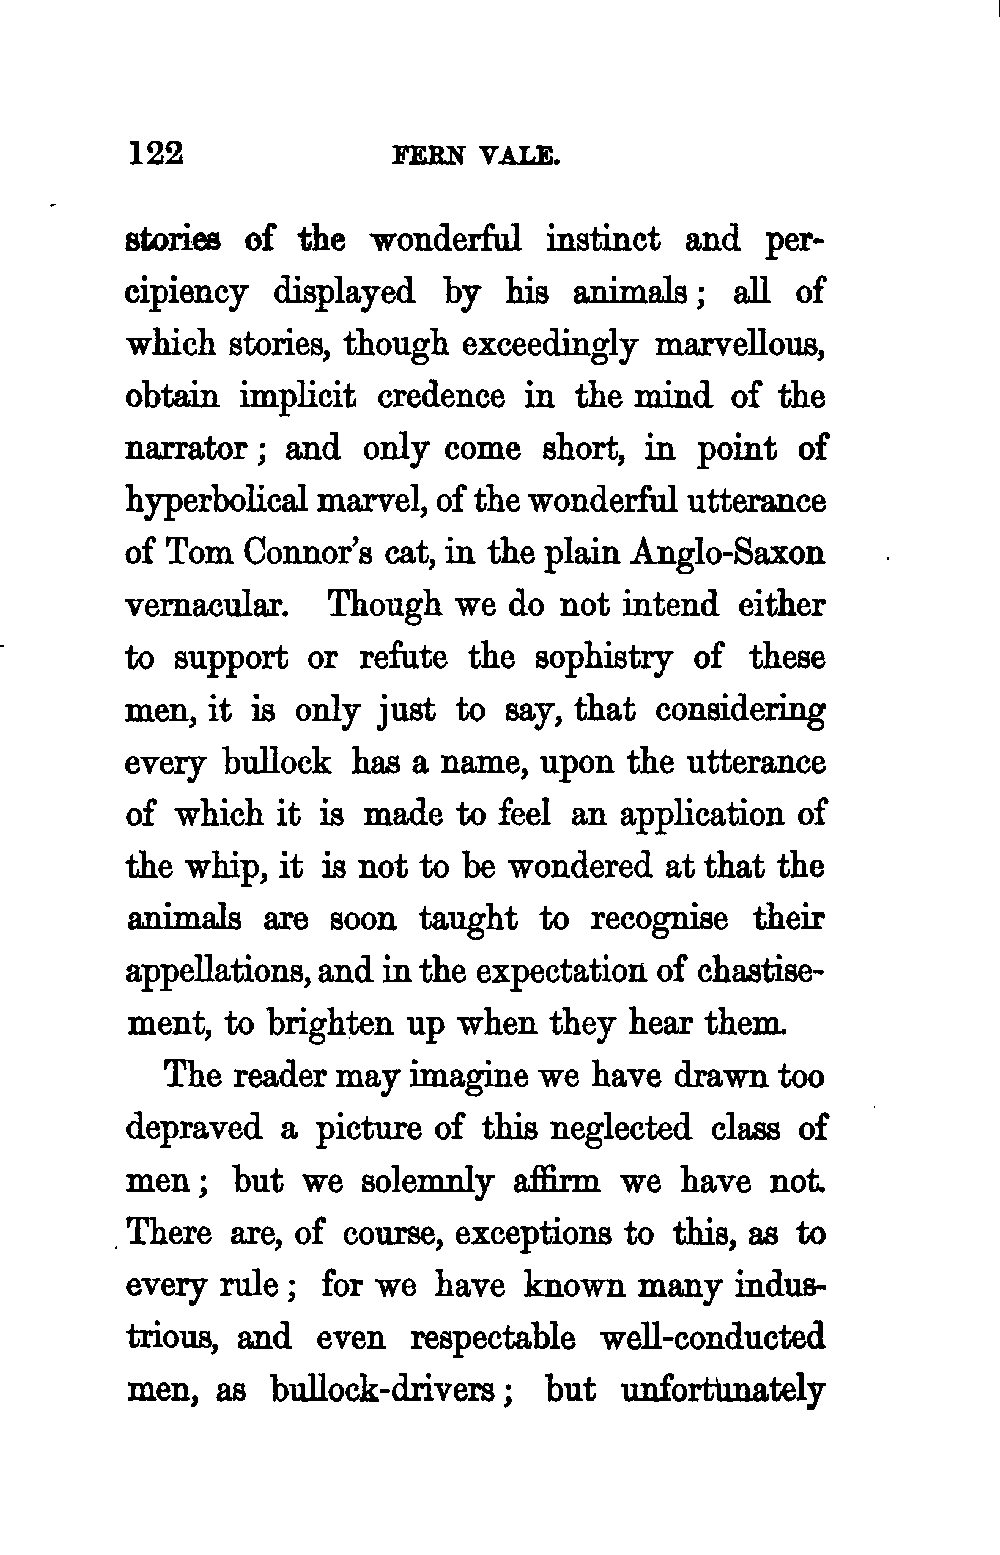 122 FERN VALE.
stories of the wonderful instinct and per-
cipiency displayed by his animals; all of
which stories, though exceedingly marvellous,
obtain implicit credence in the mind of the
narrator; and only come short, in point of
hyperbolical marvel, of the wonderful utterance
of Tom Connor's cat, in the plain Anglo-Saxon
vernacular. Though we do not intend either
to support or refute the sophistry of these
men, it is only just to say, that considering
every bullock has a name, upon the utterance
of which it is made to feel an application of
the whip, it is not to be wondered at that the
animals are soon taught to recognise their
appellations, and in the expectation of chastise-
ment, to brighten up when they hear them.
The reader may imagine we have drawn too
depraved a picture of this neglected class of
men; but we solemnly affirm we have not.
There are, of course, exceptions to this, as to
every rule; for we have known many indus-
trious, and even respectable well-conducted
men, as bullock-drivers; but unfortunately